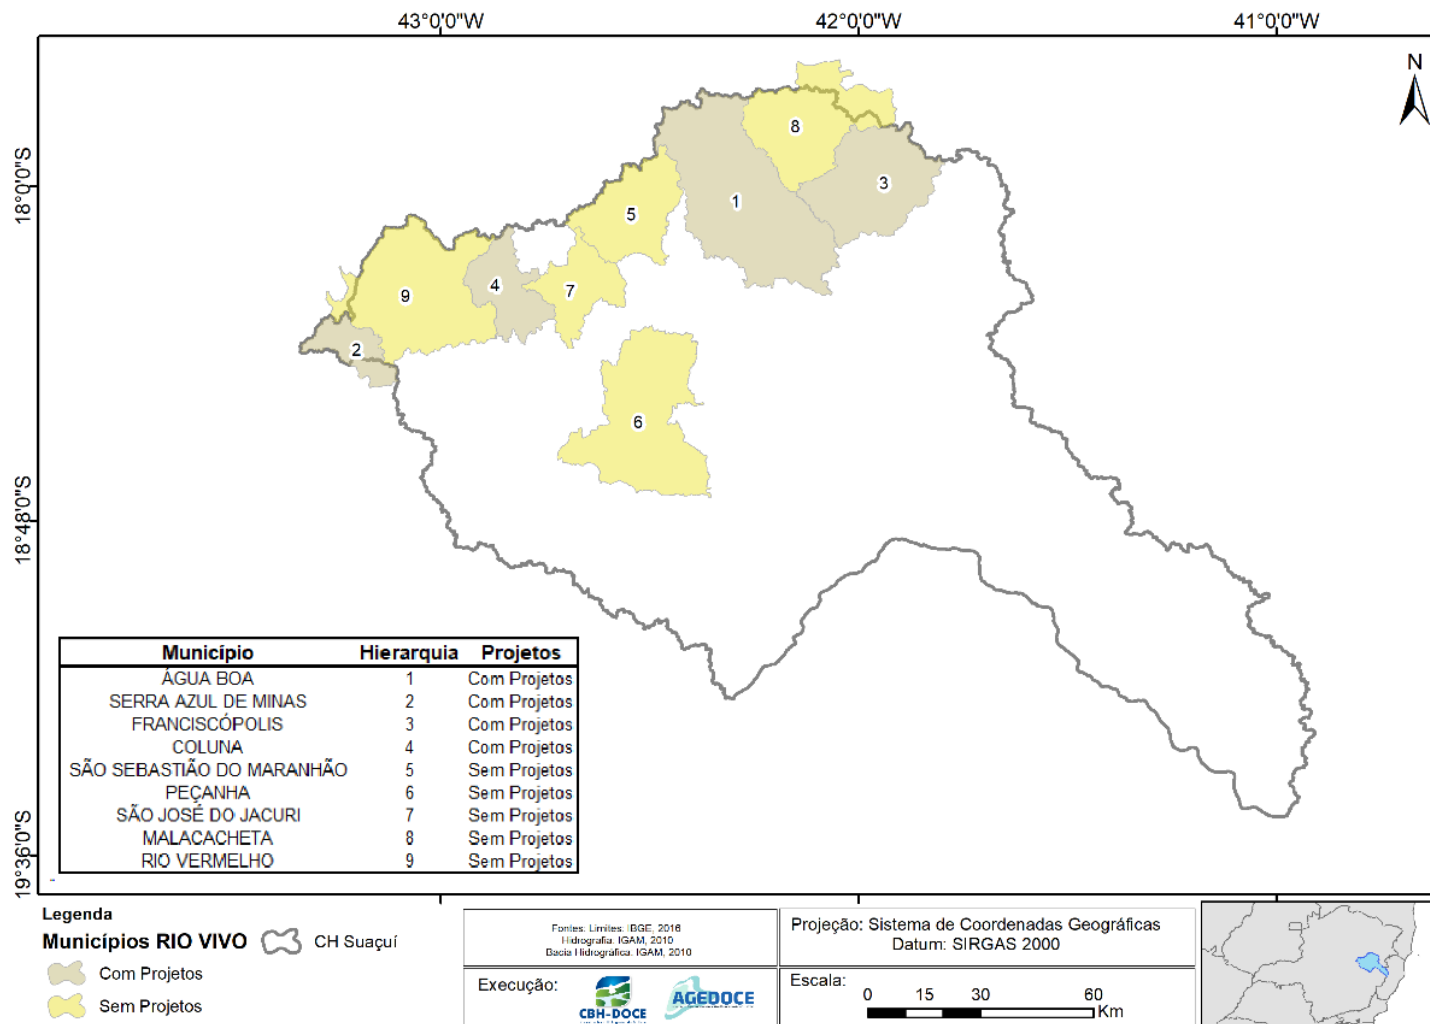 43°0'0"W 42°0'0"W 41°0'0"W
N
18°0'0"S
18°48'0"S
19°36'0"S
8
3
1
5
4
7
9
2
6
Município Hierarquia Projetos
ÁGUA BOA 1 Com Projetos
SERRA AZUL DE MINAS 2 Com Projetos
FRANCISCÓPOLIS 3 Com Projetos
COLUNA 4 Com Projetos
SÃO SEBASTIÃO DO MARANHÃO 5 Sem Projetos
PEÇANHA 6 Sem Projetos
SÃO JOSÉ DO JACURI 7 Sem Projetos
MALACACHETA 8 Sem Projetos
RIO VERMELHO 9 Sem Projetos
Legenda
Municípios RIO VIVO CH Suaçuí
Com Projetos
Sem Projetos
Fontes: Limites: IBGE, 2016
Hidrografia: IGAM, 2010
Bacia Hidrográfica: IGAM, 2010
Execução:
CBH-DOCE
AGEDOCE
Projeção: Sistema de Coordenadas Geográficas
Datum: SIRGAS 2000
Escala:
0 15 30 60
Km